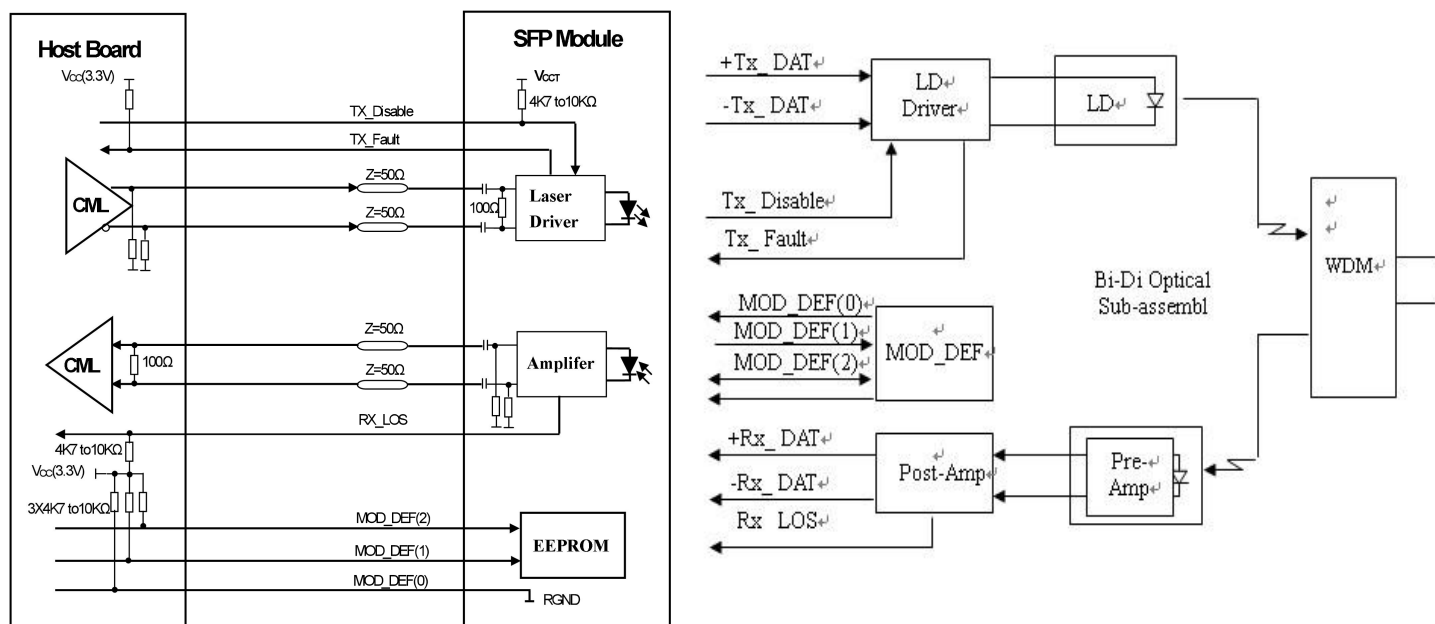 Host Board
SFP Module
VCC(3.3V)
VCCT
4K7 to10KΩ
TX_Disable
TX_Fault
CML
Z=50Ω
Z=50Ω
100Ω
Laser
Driver
CML
100Ω
Z=50Ω
Z=50Ω
Amplifer
RX_LOS
4K7 to10KΩ
VCC(3.3V)
3X4K7 to10KΩ
MOD_DEF(2)
MOD_DEF(1)
MOD_DEF(0)
EEPROM
RGND
+Tx_DAT↵
-Tx_DAT↵
LD↵
Driver↵
LD↵
Tx_Disable↵
Tx_Fault↵
↵
↵
WDM↵
Bi-Di Optical
Sub-assembl
MOD_DEF(0)↵
MOD_DEF(1)↵
MOD_DEF(2)↵
↵
MOD_DEF↵
+Rx_DAT↵
-Rx_DAT↵
Rx LOS↵
↵
Post-Amp↵
Pre-↵
Amp↵